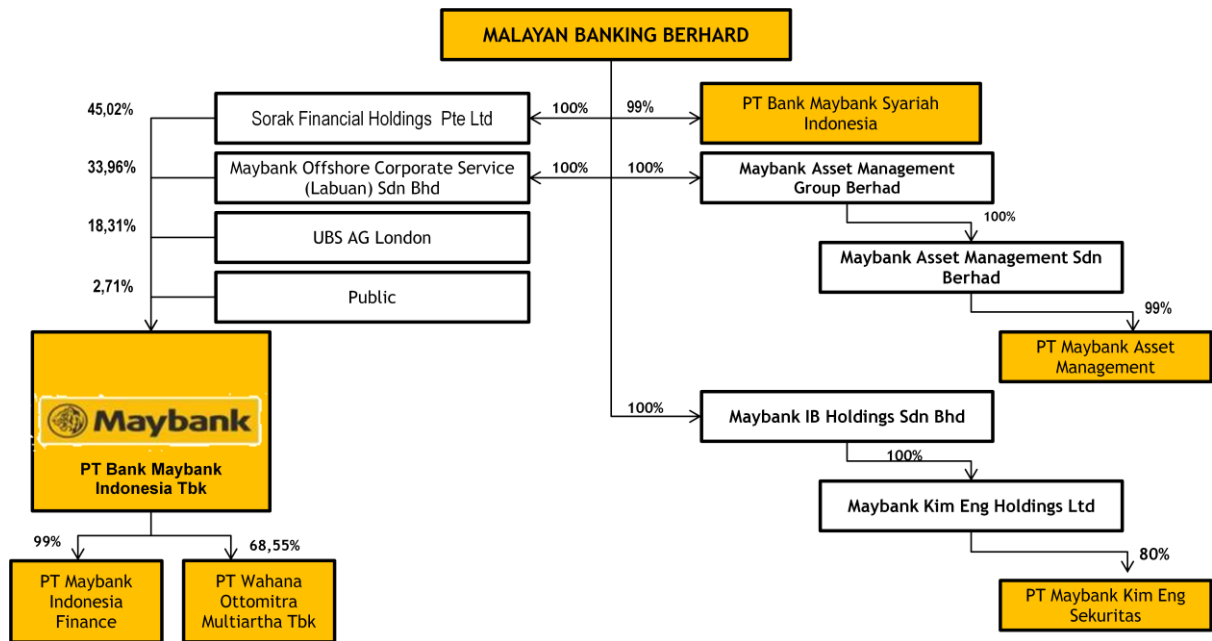 MALAYAN BANKING BERHARD
45,02%
Sorak Financial Holdings Pte Ltd
100%
99%
PT Bank Maybank Syariah
Indonesia
33,96%
Maybank Offshore Corporate Service
(Labuan) Sdn Bhd
100%
100%
Maybank Asset Management
Group Berhad
18,31%
UBS AG London
100%
Maybank Asset Management Sdn
Berhad
2,71%
Public
99%
PT Maybank Asset
Management
Maybank
PT Bank Maybank
Indonesia Tbk
100%
Maybank IB Holdings Sdn Bhd
100%
Maybank Kim Eng Holdings Ltd
99%
68,55%
80%
PT Maybank
Indonesia
Finance
PT Wahana
Ottomitra
Multiartha Tbk
PT Maybank Kim Eng
Sekuritas